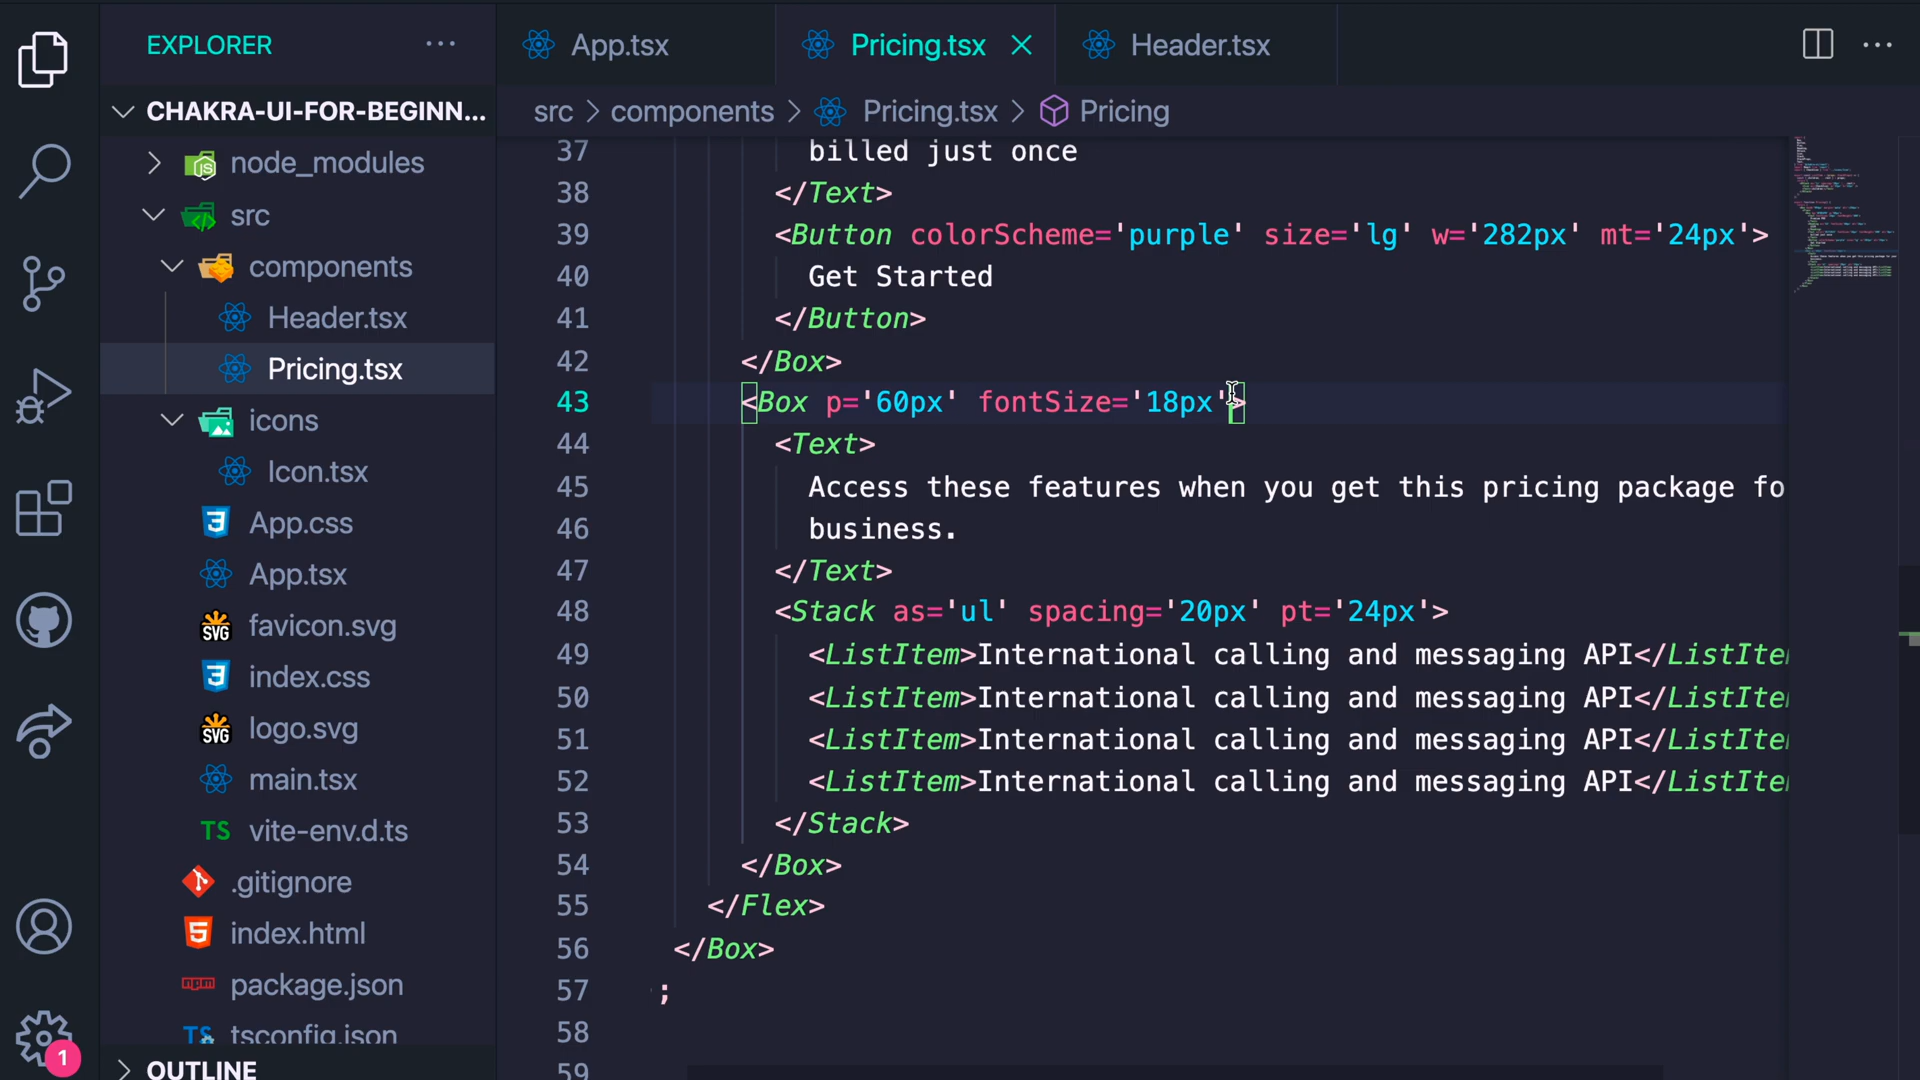 EXPLORER
CHAKRA-UI-FOR-BEGINN...
node_modules
src
components
Header.tsx
Pricing.tsx
icons
Icon.tsx
App.css
App.tsx
favicon.svg
index.css
logo.svg
main.tsx
TS vite-env.d.ts
.gitignore
index.html
package.json
tsconfig.json
OUTLINE
1
App.tsx
Pricing.tsx
Header.tsx
src > components > Pricing.tsx > Pricing
37 billed just once
38 </Text>
39 <Button colorScheme='purple' size='lg' w='282px' mt='24px'>
40 Get Started
41 </Button>
42 </Box>
43 <Box p='60px' fontSize='18px'>
44 <Text>
45 Access these features when you get this pricing package fo
46 business.
47 </Text>
48 <Stack as='ul' spacing='20px' pt='24px'>
49 <ListItem>International calling and messaging API</ListIte
50 <ListItem>International calling and messaging API</ListIte
51 <ListItem>International calling and messaging API</ListIte
52 <ListItem>International calling and messaging API</ListIte
53 </Stack>
54 </Box>
55 </Flex>
56 </Box>
57 ;
58
59